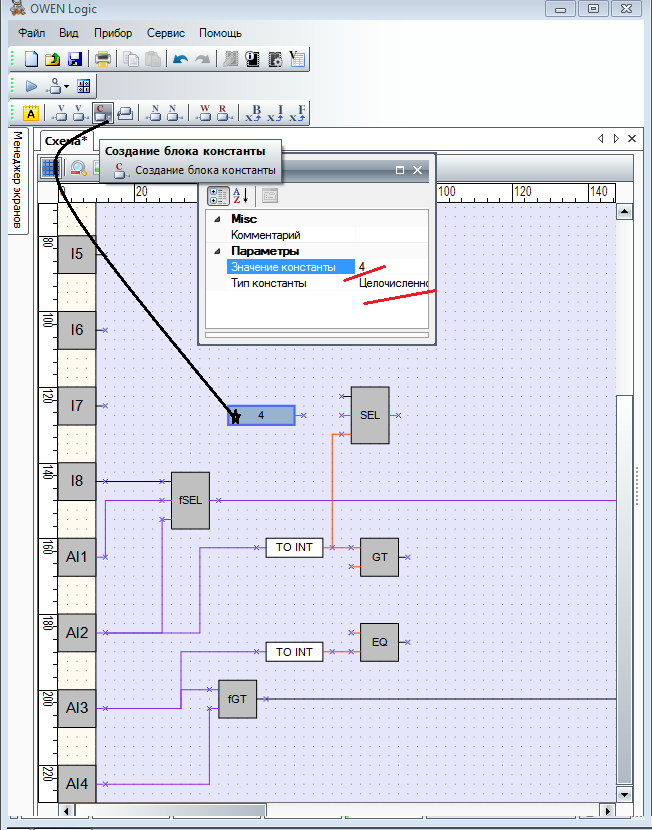 OWEN Logic
Файл Вид Прибор Сервис Помощь
A V V C N N W R B I F
Схема*
Создание блока константы
C Создание блока константы
Менеджер экранов
0 20 100 120 140
Misc
Комментарий
Параметры
Значение константы 4
Тип константы Целочисленно
80
I5
100
I6
120
I7
4
SEL
140
I8
fSEL
160
AI1
TO INT
GT
180
AI2
TO INT
EQ
200
AI3
fGT
220
AI4